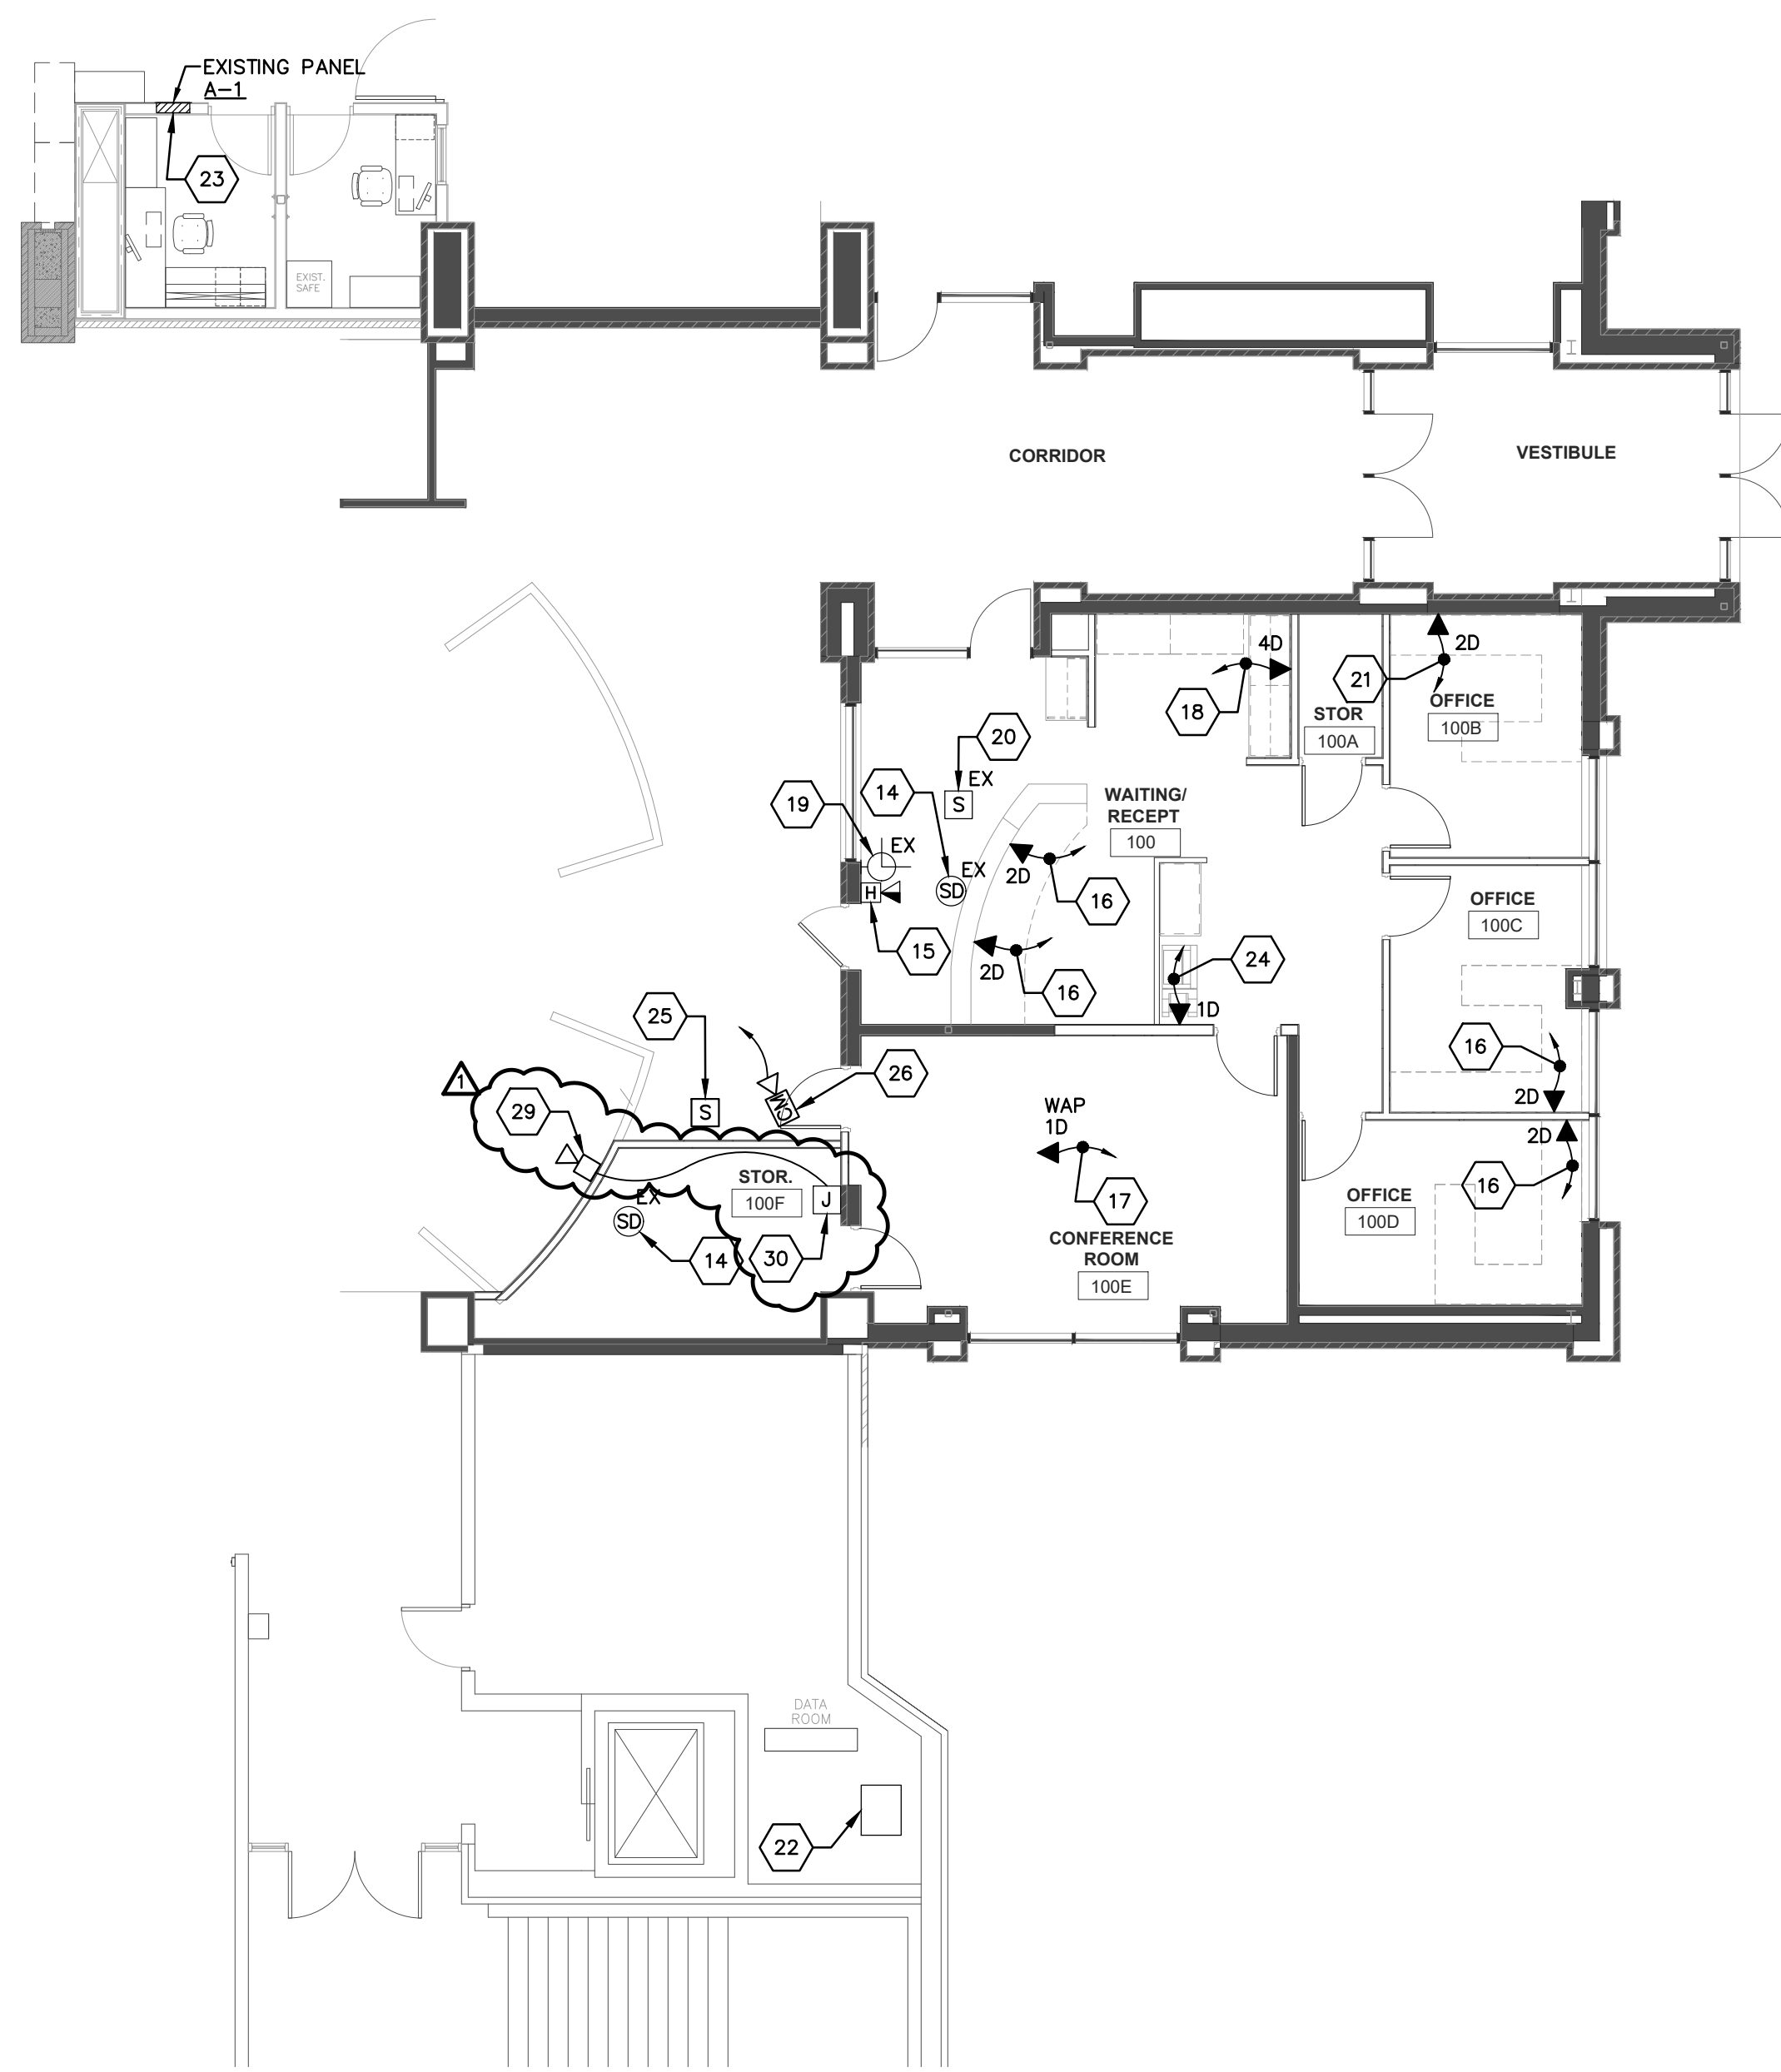 EXISTING PANEL
A-1
23
EXIST.
SAFE
CORRIDOR
VESTIBULE
4D
2D
21
18
STOR
100A
OFFICE
100B
20
EX
S
14
19
EX
WAITING/
RECEPT
100
EX
SD
2D
H
16
15
OFFICE
100C
2D
16
24
1D
25
16
2D
26
1
29
S
WS
WAP
1D
2D
16
STOR.
100F
J
17
EX
SD
14
30
OFFICE
100D
CONFERENCE
ROOM
100E
DATA
ROOM
22